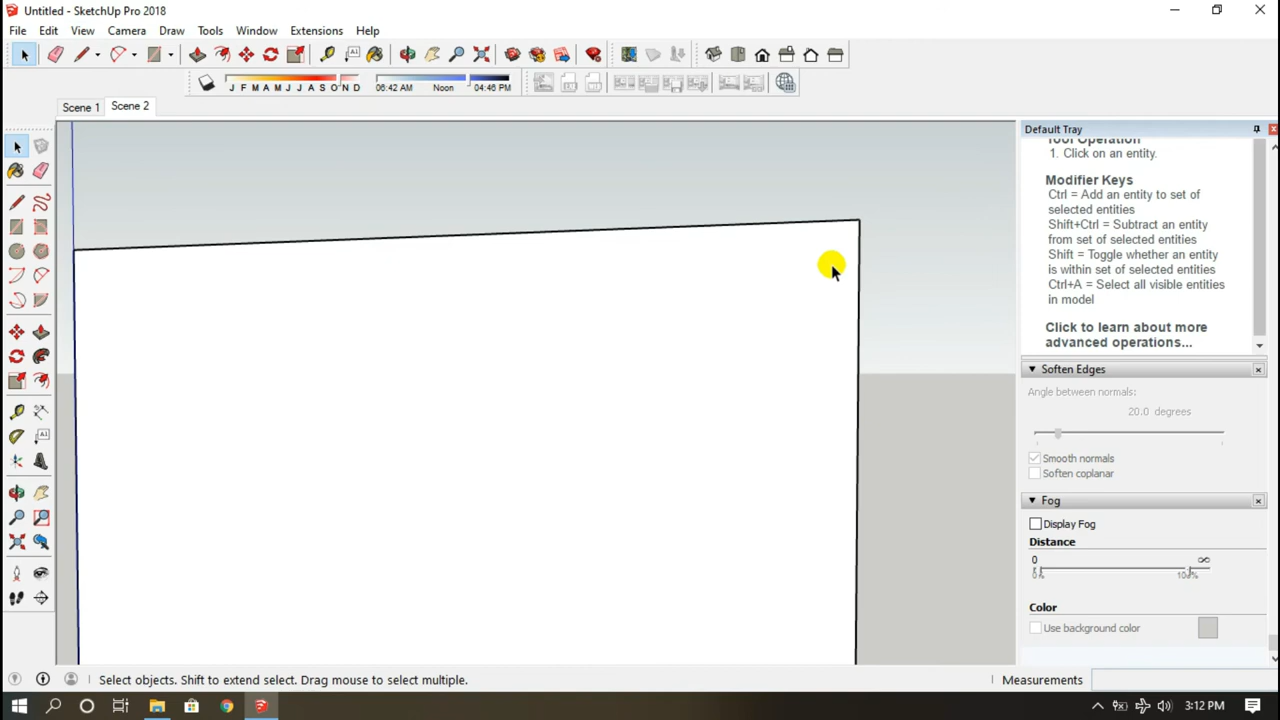 Untitled - SketchUp Pro 2018
File Edit View Camera Draw Tools Window Extensions Help
J F M A M J J A S O N D 06:42 AM Noon 04:46 PM
Scene 1 Scene 2
Default Tray
Tool Operation
1. Click on an entity.
Modifier Keys
Ctrl = Add an entity to set of
selected entities
Shift+Ctrl = Subtract an entity
from set of selected entities
Shift = Toggle whether an entity
is within set of selected entities
Ctrl+A = Select all visible entities
in model
Click to learn about more
advanced operations...
Soften Edges
Angle between normals:
20.0 degrees
Smooth normals
Soften coplanar
Fog
Display Fog
Distance
0 ∞
0% 100%
Color
Use background color
Select objects. Shift to extend select. Drag mouse to select multiple.
Measurements
3:12 PM